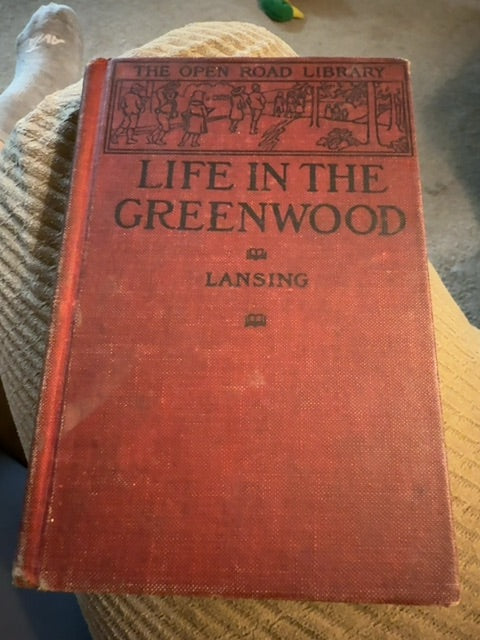 THE OPEN ROAD LIBRARY
LIFE IN THE
GREENWOOD
LANSING